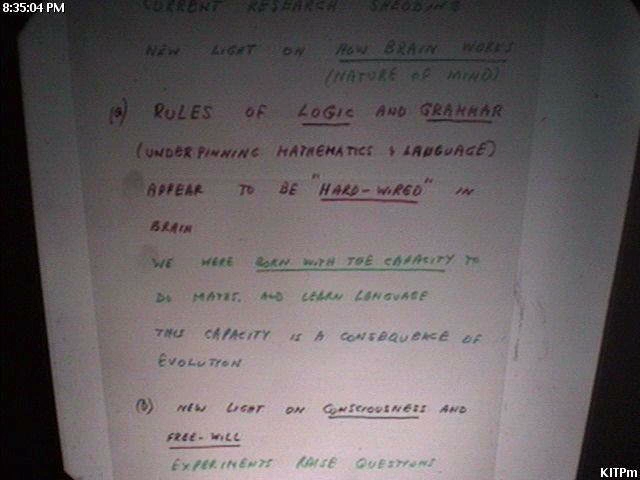 8:35:04 PM
CURRENT RESEARCH SHEDDING
NEW LIGHT ON HOW BRAIN WORKS
(NATURE OF MIND)
(a) RULES OF LOGIC AND GRAMMAR
(UNDERPINNING MATHEMATICS & LANGUAGE)
APPEAR TO BE "HARD-WIRED" IN
BRAIN
WE WERE BORN WITH THE CAPACITY TO
DO MATHS. AND LEARN LANGUAGE
THIS CAPACITY IS A CONSEQUENCE OF
EVOLUTION
(b) NEW LIGHT ON CONSCIOUSNESS AND
FREE-WILL
EXPERIMENTS RAISE QUESTIONS
KITPm